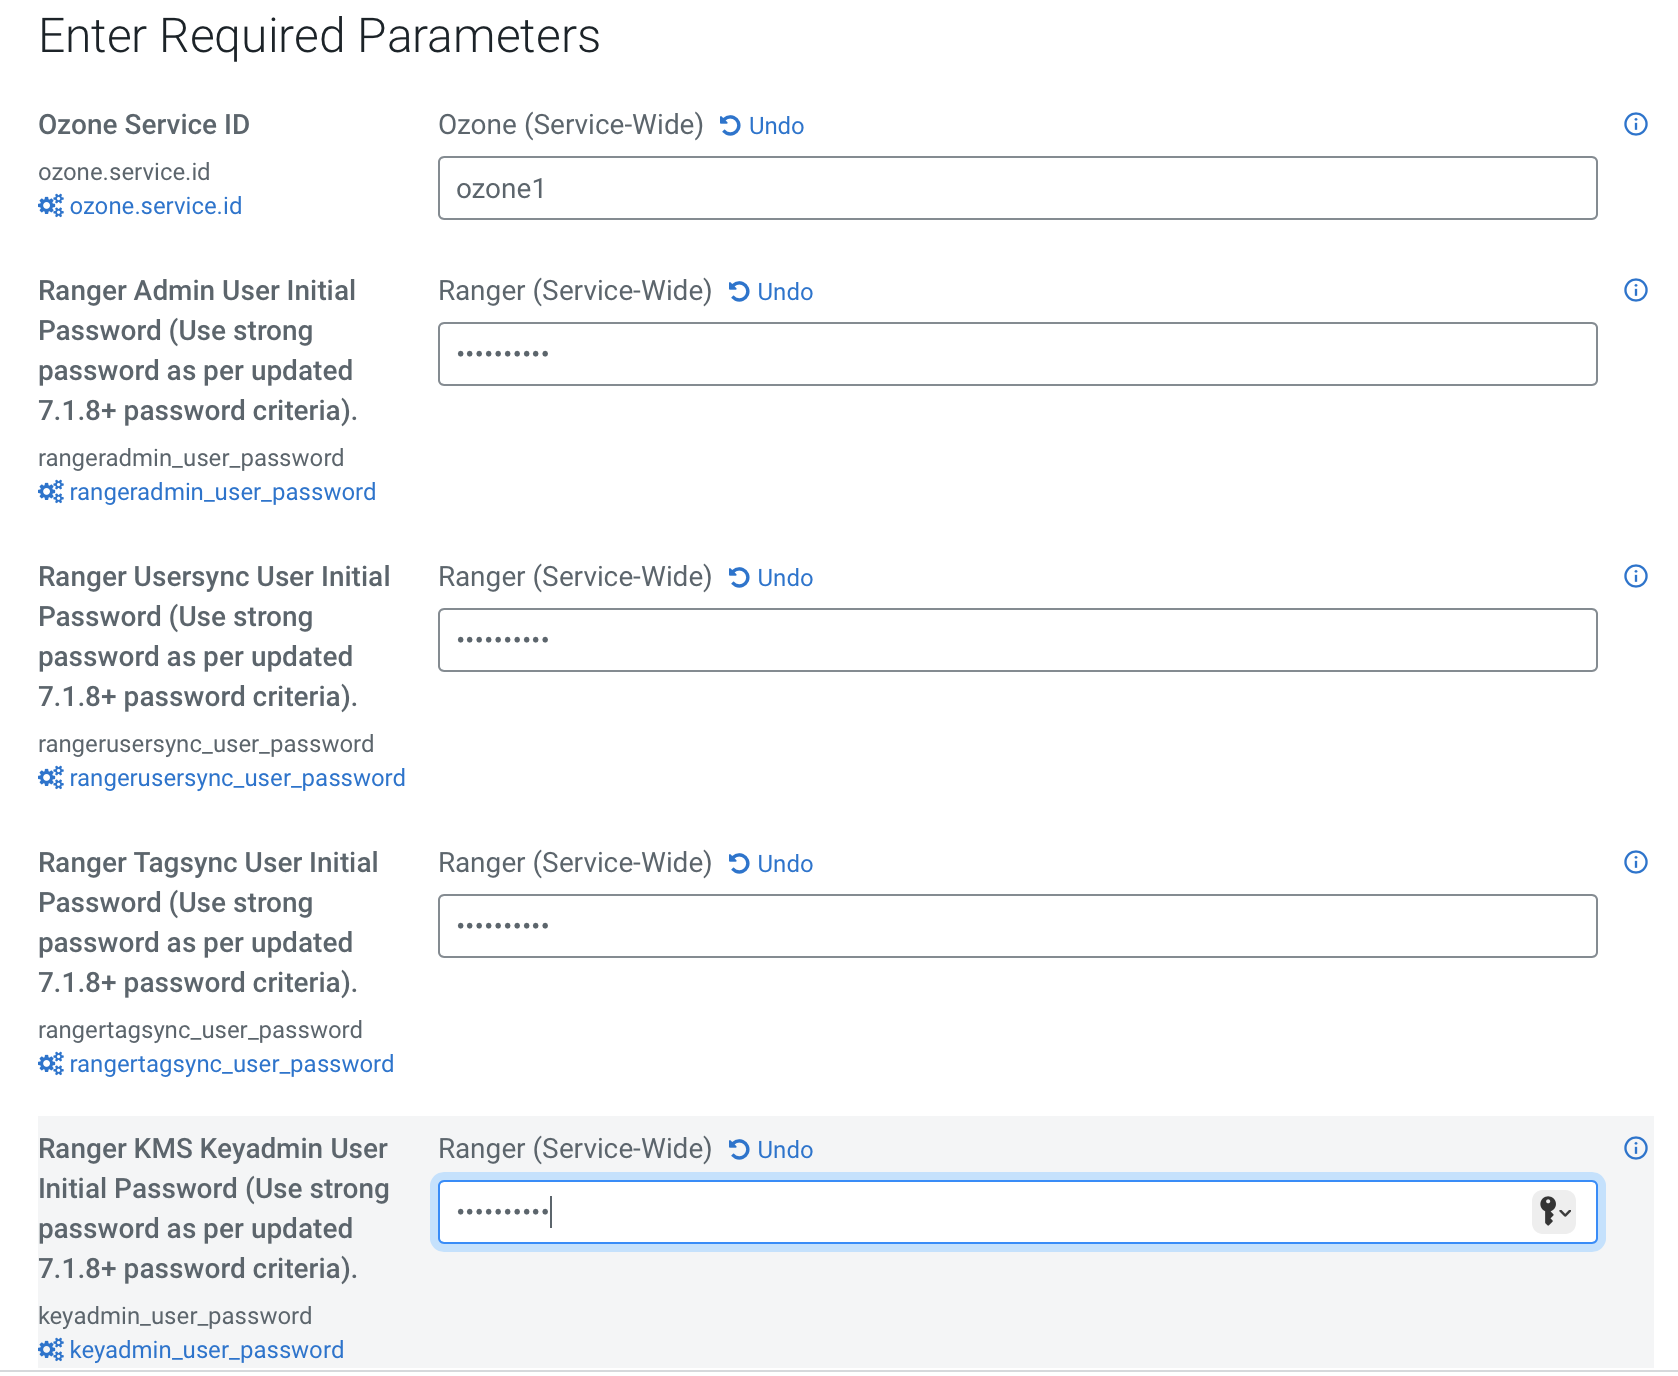 Enter Required Parameters
Ozone Service ID
Ozone (Service-Wide) Undo
ozone.service.id
ozone.service.id
ozone1
Ranger Admin User Initial
Password (Use strong
password as per updated
7.1.8+ password criteria).
Ranger (Service-Wide) Undo
••••••••••
rangeradmin_user_password
rangeradmin_user_password
Ranger Usersync User Initial
Password (Use strong
password as per updated
7.1.8+ password criteria).
Ranger (Service-Wide) Undo
••••••••••
rangerusersync_user_password
rangerusersync_user_password
Ranger Tagsync User Initial
Password (Use strong
password as per updated
7.1.8+ password criteria).
Ranger (Service-Wide) Undo
••••••••••
rangertagsync_user_password
rangertagsync_user_password
Ranger KMS Keyadmin User
Initial Password (Use strong
password as per updated
7.1.8+ password criteria).
Ranger (Service-Wide) Undo
••••••••••
keyadmin_user_password
keyadmin_user_password